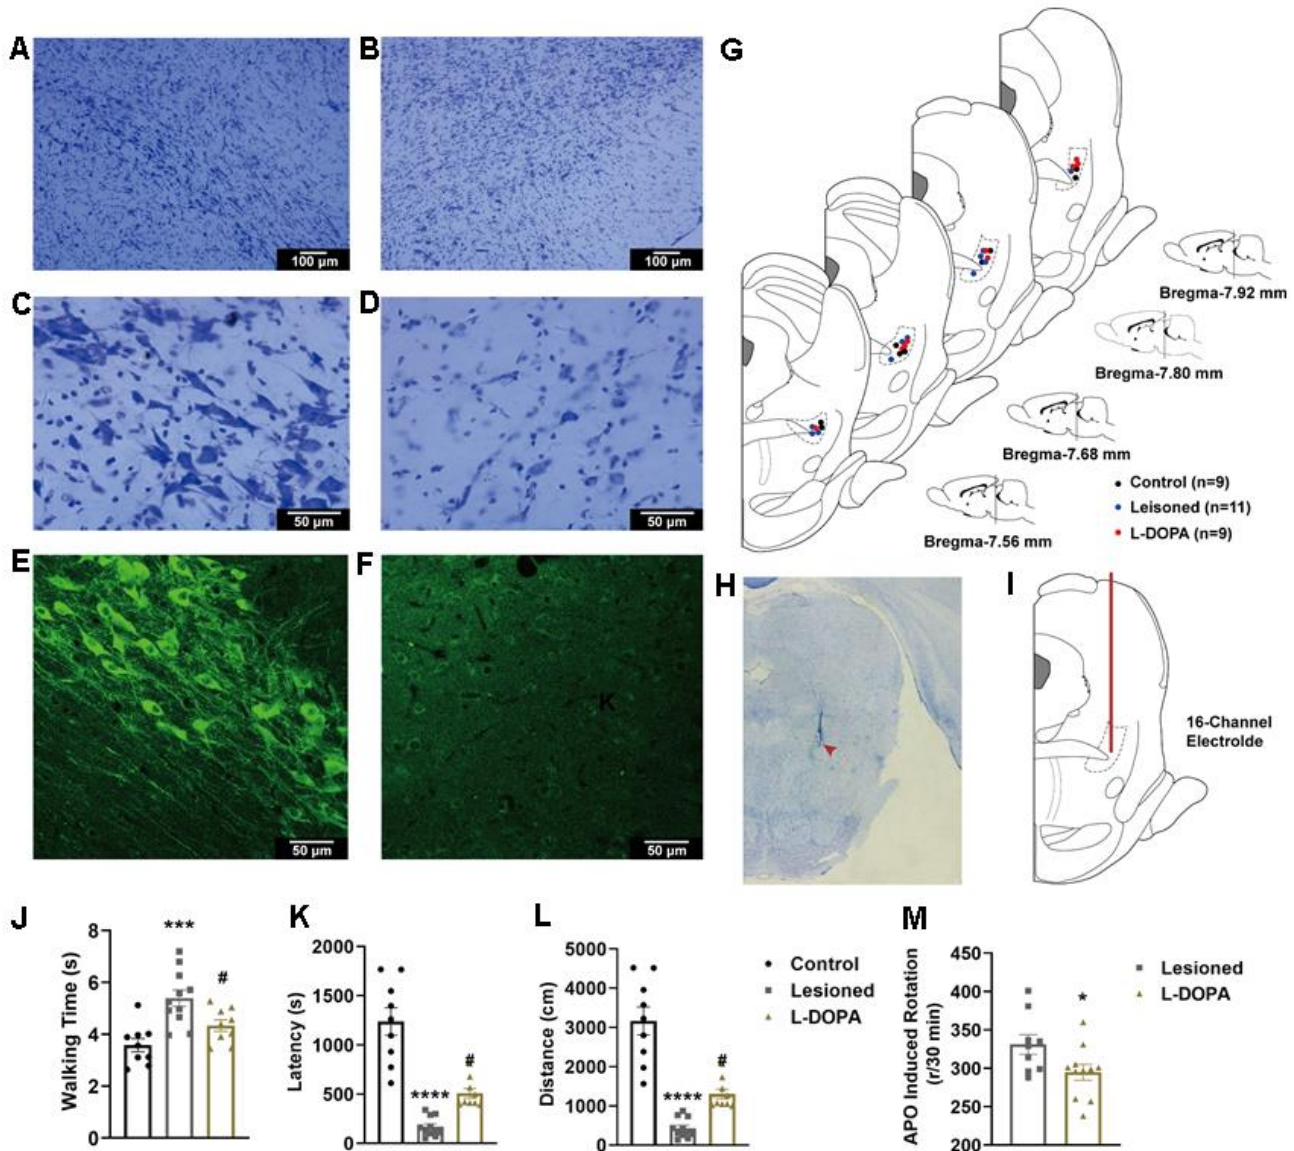 A
B
100 µm
100 µm
C
D
50 µm
50 µm
E
F
K
50 µm
50 µm
G
Bregma-7.92 mm
Bregma-7.80 mm
Bregma-7.68 mm
Control (n=9)
Leisoned (n=11)
L-DOPA (n=9)
Bregma-7.56 mm
H
I
16-Channel
Electrolde
J
Walking Time (s)
8
6
4
2
0
***
#
K
Latency (s)
2000
1500
1000
500
0
****
#
L
Distance (cm)
5000
4000
3000
2000
1000
0
****
#
Control
Lesioned
L-DOPA
M
APO Induced Rotation
(r/30 min)
450
400
350
300
250
200
*
Lesioned
L-DOPA